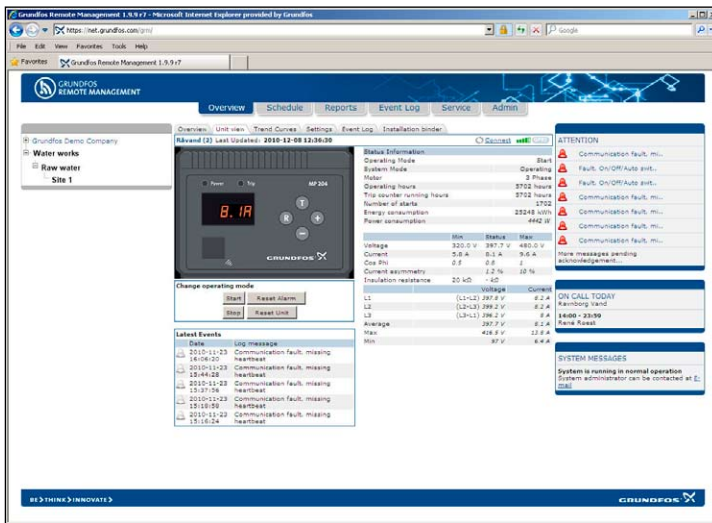 Grundfos Remote Management 1.9.9 r7 - Microsoft Internet Explorer provided by Grundfos
https://net.grundfos.com/grm/
Google
File Edit View Favorites Tools Help
Favorites Grundfos Remote Management 1.9.9 r7
GRUNDFOS
REMOTE MANAGEMENT
Overview Schedule Reports Event Log Service Admin
Grundfos Demo Company
Water works
Raw water
Site 1
Overview Unit view Trend Curves Settings Event Log Installation binder
Råvand (2) Last Updated: 2010-12-08 12:36:30 Connect
Power Trip MP 204
8.1A
T
R +
−
GRUNDFOS
Change operating mode
Start Reset Alarm
Stop Reset Unit
Latest Events
Date Log message
2010-11-23 16:06:20 Communication fault, missing heartbeat
2010-11-23 15:44:28 Communication fault, missing heartbeat
2010-11-23 15:37:56 Communication fault, missing heartbeat
2010-11-23 15:18:58 Communication fault, missing heartbeat
2010-11-23 15:16:24 Communication fault, missing heartbeat
Status Information
Operating Mode Start
System Mode Operating
Motor 3 Phase
Operating hours 5702 hours
Trip counter running hours 5702 hours
Number of starts 1702
Energy consumption 25248 kWh
Power consumption 4442 W
Min Status Max
Voltage 320.0 V 397.7 V 480.0 V
Current 5.8 A 8.1 A 9.6 A
Cos Phi 0.5 0.8 1
Current asymmetry 1.2 % 10 %
Insulation resistance 20 kΩ - kΩ
Voltage Current
L1 (L1-L2) 397.8 V 8.2 A
L2 (L2-L3) 399.2 V 8.2 A
L3 (L3-L1) 396.2 V 8 A
Average 397.7 V 8.1 A
Max 416.5 V 13.8 A
Min 97 V 6.4 A
ATTENTION
Communication fault, mi...
Fault, On/Off/Auto swit...
Fault, On/Off/Auto swit...
Communication fault, mi...
Communication fault, mi...
Communication fault, mi...
Communication fault, mi...
More messages pending
acknowledgement...
ON CALL TODAY
Ravnborg Vand
14:00 - 23:59
René Roest
SYSTEM MESSAGES
System is running in normal operation
System administrator can be contacted at E-
mail
BE>THINK>INNOVATE>
GRUNDFOS